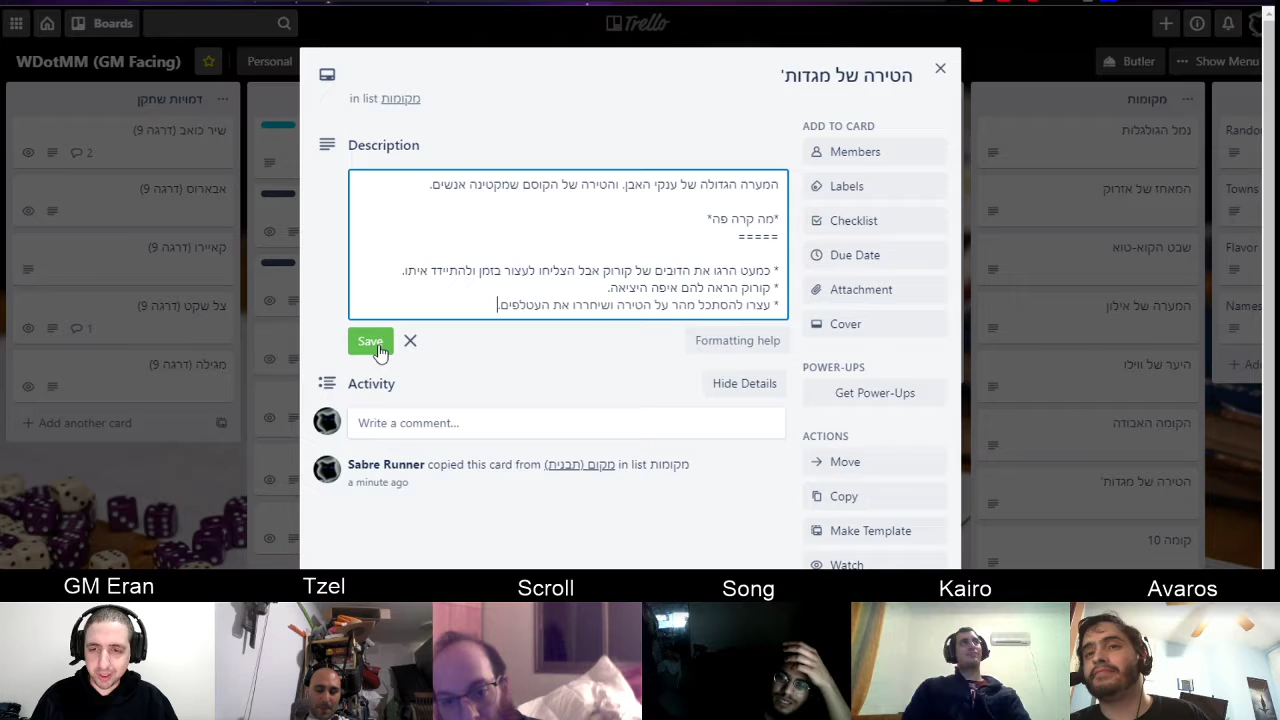 Boards
Trello
WDotMM (GM Facing)
Personal
Butler
Show Menu
דמויות שחקן
שיר כואב (דרגה 9)
2
אבארוס (דרגה 9)
קאיירו (דרגה 9)
צל שקט (דרגה 9)
1
מגילה (דרגה 9)
+ Add another card
הטירה של מגדות'
in list מקומות
Description
המערה הגדולה של ענקי האבן. והטירה של הקוסם שמקטינה אנשים.
*מה קרה פה*
=====
* כמעט הרגו את הדובים של קורוק אבל הצליחו לעצור בזמן ולהתיידד איתו.
* קורוק הראה להם איפה היציאה.
* עצרו להסתכל מהר על הטירה ושיחררו את העטלפים.
Save
Formatting help
Activity
Hide Details
Write a comment...
Sabre Runner copied this card from מקום (תבנית) in list מקומות
a minute ago
ADD TO CARD
Members
Labels
Checklist
Due Date
Attachment
Cover
POWER-UPS
Get Power-Ups
ACTIONS
Move
Copy
Make Template
Watch
מקומות
נמל הגולגלות
המאחז של אזרוק
שבט הקוא-טוא
המערה של אילון
היער של ווילו
הקומה האבודה
הטירה של מגדות'
קומה 10
Random
Towns
Flavor
Names
+ Ad
GM Eran
Tzel
Scroll
Song
Kairo
Avaros